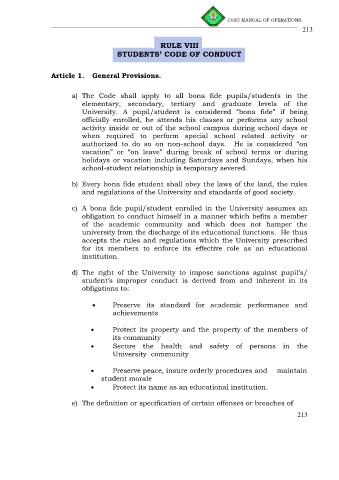 CvSU MANUAL OF OPERATIONS
213
RULE VIII
STUDENTS' CODE OF CONDUCT
Article 1. General Provisions.
a) The Code shall apply to all bona fide pupils/students in the
elementary, secondary, tertiary and graduate levels of the
University. A pupil/student is considered "bona fide" if being
officially enrolled, he attends his classes or performs any school
activity inside or out of the school campus during school days or
when required to perform special school related activity or
authorized to do so on non-school days. He is considered "on
vacation" or "on leave" during break of school terms or during
holidays or vacation including Saturdays and Sundays, when his
school-student relationship is temporary severed.
b) Every bona fide student shall obey the laws of the land, the rules
and regulations of the University and standards of good society.
c) A bona fide pupil/student enrolled in the University assumes an
obligation to conduct himself in a manner which befits a member
of the academic community and which does not hamper the
university from the discharge of its educational functions. He thus
accepts the rules and regulations which the University prescribed
for its members to enforce its effective role as an educational
institution.
d) The right of the University to impose sanctions against pupil's/
student's improper conduct is derived from and inherent in its
obligations to:
• Preserve its standard for academic performance and
achievements
• Protect its property and the property of the members of
its community
• Secure the health and safety of persons in the
University community
• Preserve peace, insure orderly procedures and maintain
student morale
• Protect its name as an educational institution.
e) The definition or specification of certain offenses or breaches of
213